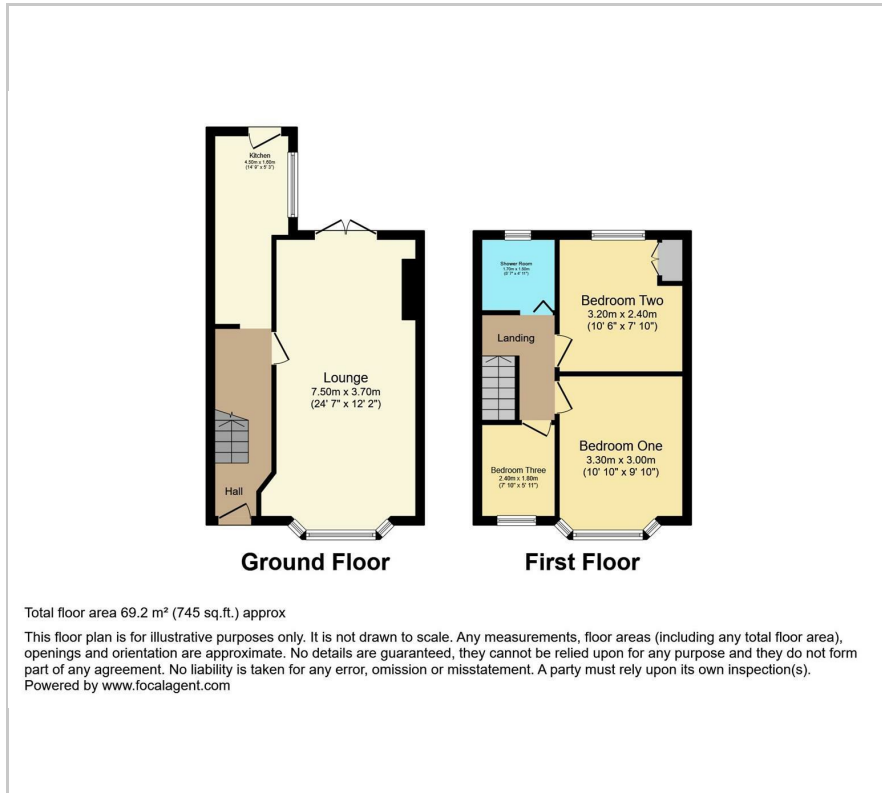 Kitchen
4.50m x 1.60m
(14' 9" x 5' 3")
Lounge
7.50m x 3.70m
(24' 7" x 12' 2")
Hall
Ground Floor
Shower Room
1.70m x 1.50m
(5' 7" x 4' 11")
Landing
Bedroom Two
3.20m x 2.40m
(10' 6" x 7' 10")
Bedroom One
3.30m x 3.00m
(10' 10" x 9' 10")
Bedroom Three
2.40m x 1.80m
(7' 10" x 5' 11")
First Floor
Total floor area 69.2 m² (745 sq.ft.) approx
This floor plan is for illustrative purposes only. It is not drawn to scale. Any measurements, floor areas (including any total floor area),
openings and orientation are approximate. No details are guaranteed, they cannot be relied upon for any purpose and they do not form
part of any agreement. No liability is taken for any error, omission or misstatement. A party must rely upon its own inspection(s).
Powered by www.focalagent.com